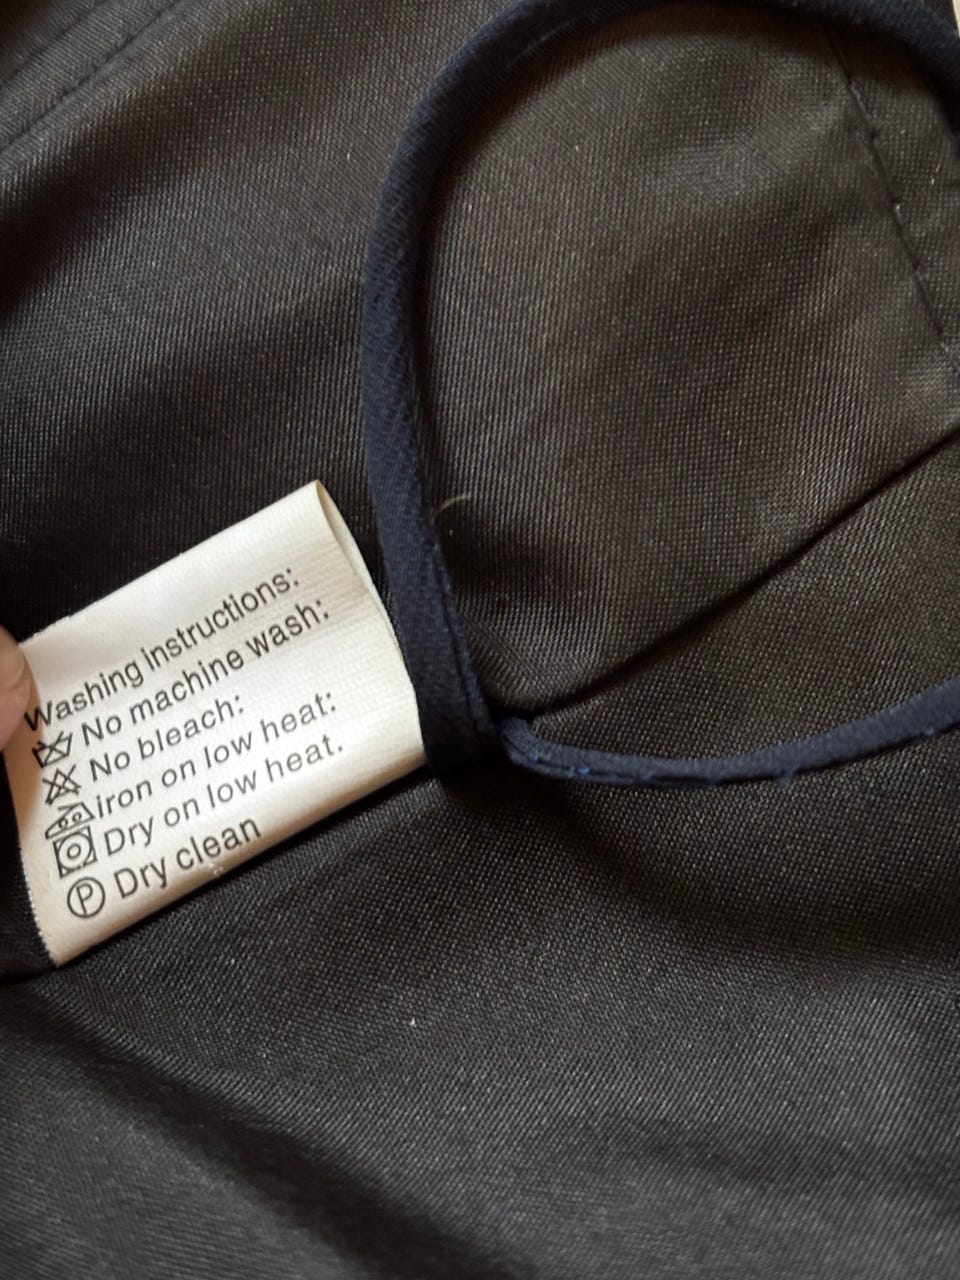 Washing Instructions:
No machine wash:
No bleach:
iron on low heat:
Dry on low heat.
P Dry clean